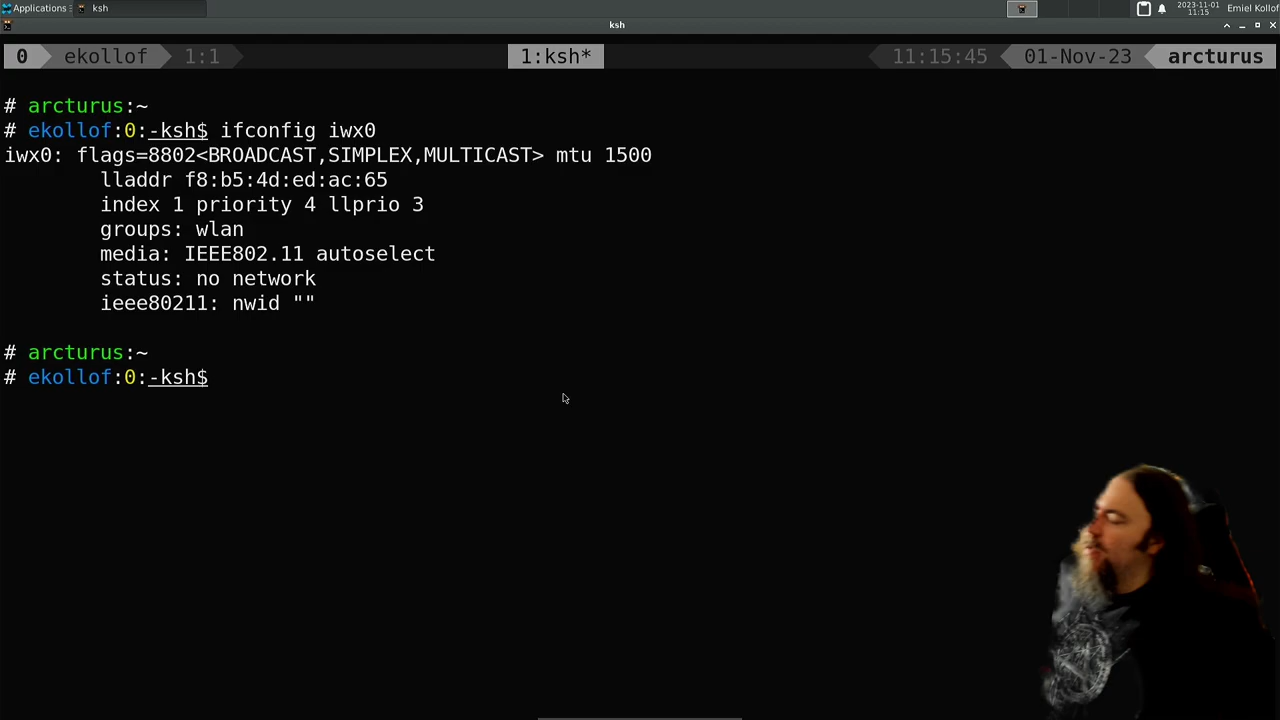 Applications ksh 2023-11-01 Emiel Kollof
11:15
ksh
0 ekollof 1:1 1:ksh* 11:15:45 01-Nov-23 arcturus
# arcturus:~
# ekollof:0:-ksh$ ifconfig iwx0
iwx0: flags=8802<BROADCAST,SIMPLEX,MULTICAST> mtu 1500
lladdr f8:b5:4d:ed:ac:65
index 1 priority 4 llprio 3
groups: wlan
media: IEEE802.11 autoselect
status: no network
ieee80211: nwid ""
# arcturus:~
# ekollof:0:-ksh$